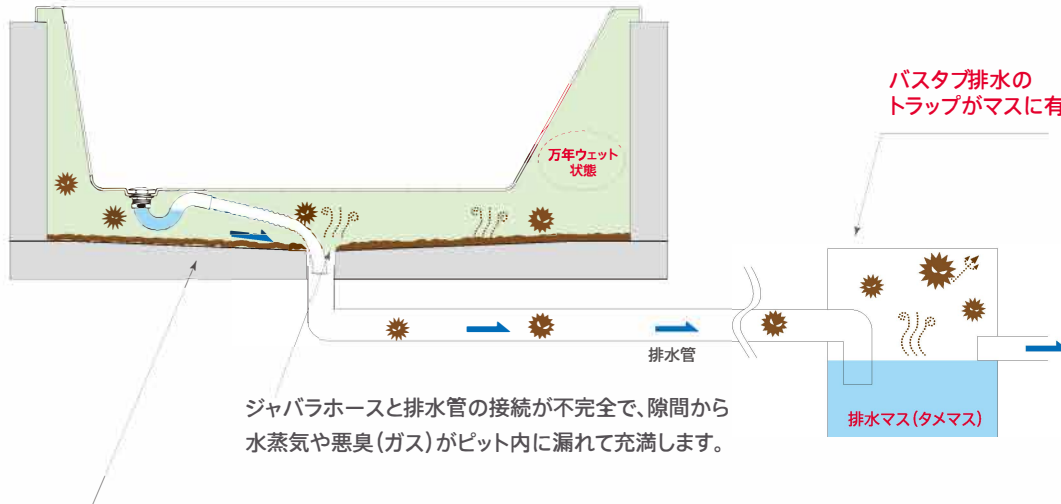 バスタブ排水の
トラップがマスに有
万年ウェット
状態
排水管
ジャバラホースと排水管の接続が不完全で、隙間から
水蒸気や悪臭(ガス)がピット内に漏れて充満します。
排水マス(タメマス)